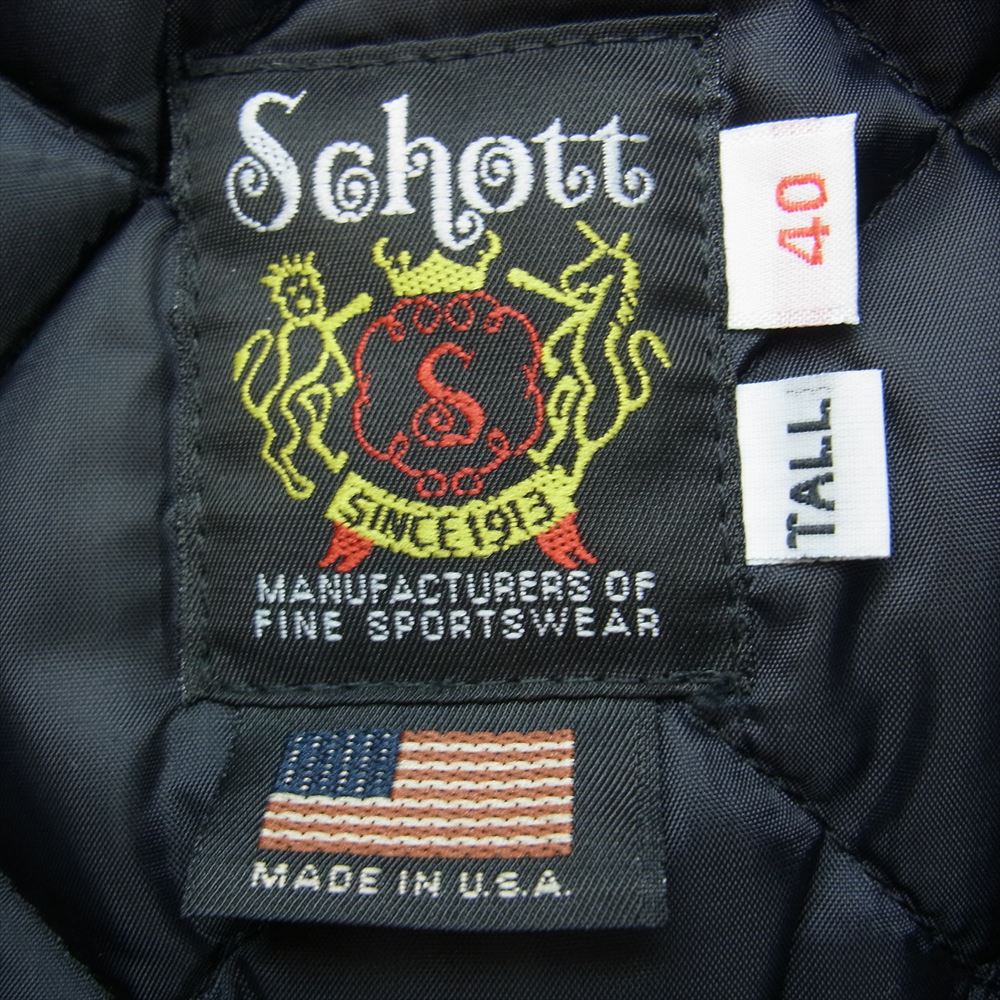 Schott
S
SINCE 1913
MANUFACTURERS OF
FINE SPORTSWEAR
MADE IN U.S.A.
40
TALL